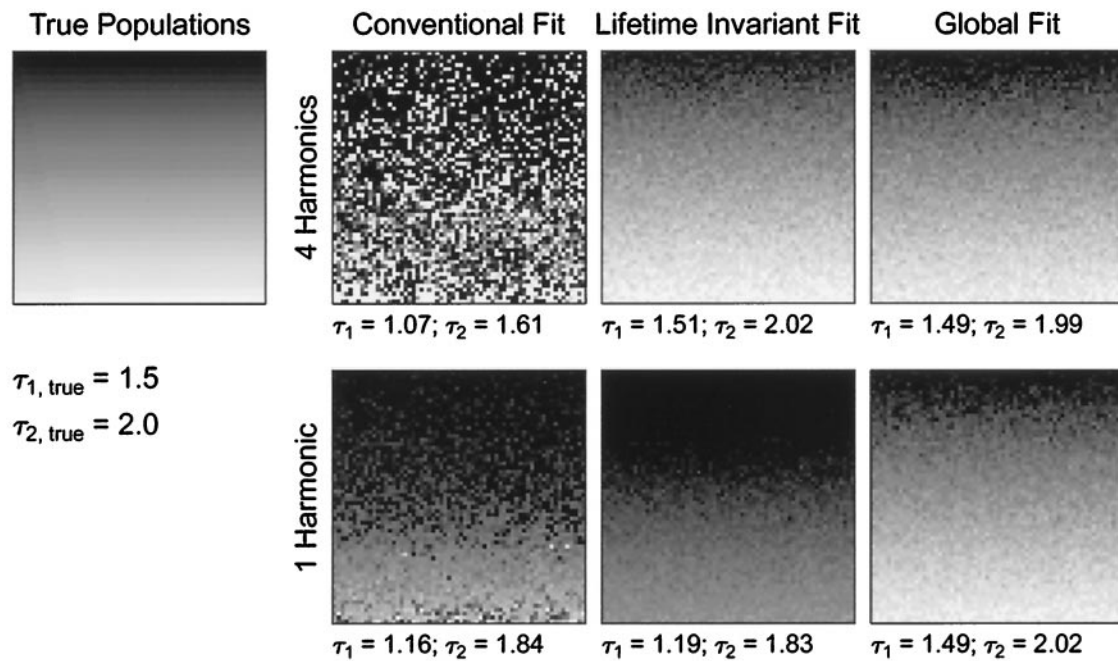 True Populations
Conventional Fit
Lifetime Invariant Fit
Global Fit
4 Harmonics
τ1 = 1.07; τ2 = 1.61
τ1 = 1.51; τ2 = 2.02
τ1 = 1.49; τ2 = 1.99
τ1, true = 1.5
τ2, true = 2.0
1 Harmonic
τ1 = 1.16; τ2 = 1.84
τ1 = 1.19; τ2 = 1.83
τ1 = 1.49; τ2 = 2.02